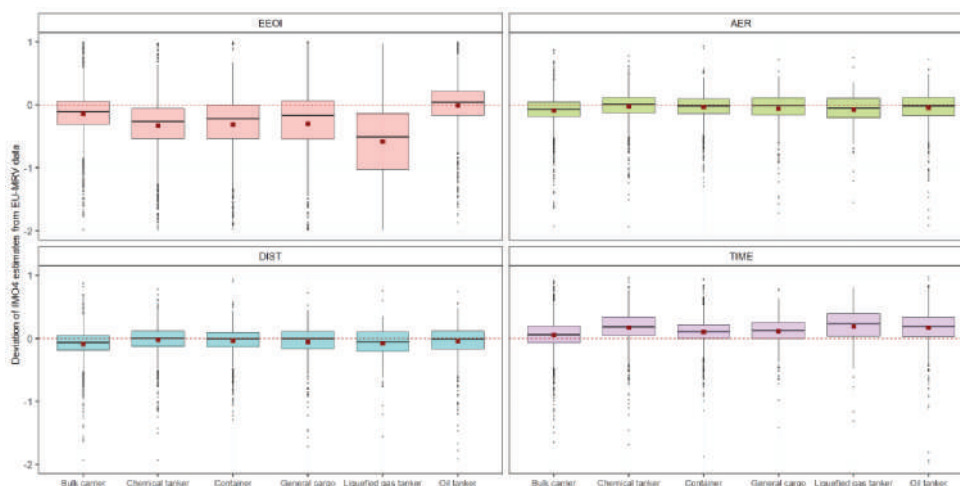 EEOI
AER
1
0
-1
-2
DIST
TIME
1
0
-1
-2
Deviation of IMO4 estimates from EU-MRV data
Bulk carrier Chemical tanker Container General cargo Liquefied gas tanker Oil tanker
Bulk carrier Chemical tanker Container General cargo Liquefied gas tanker Oil tanker